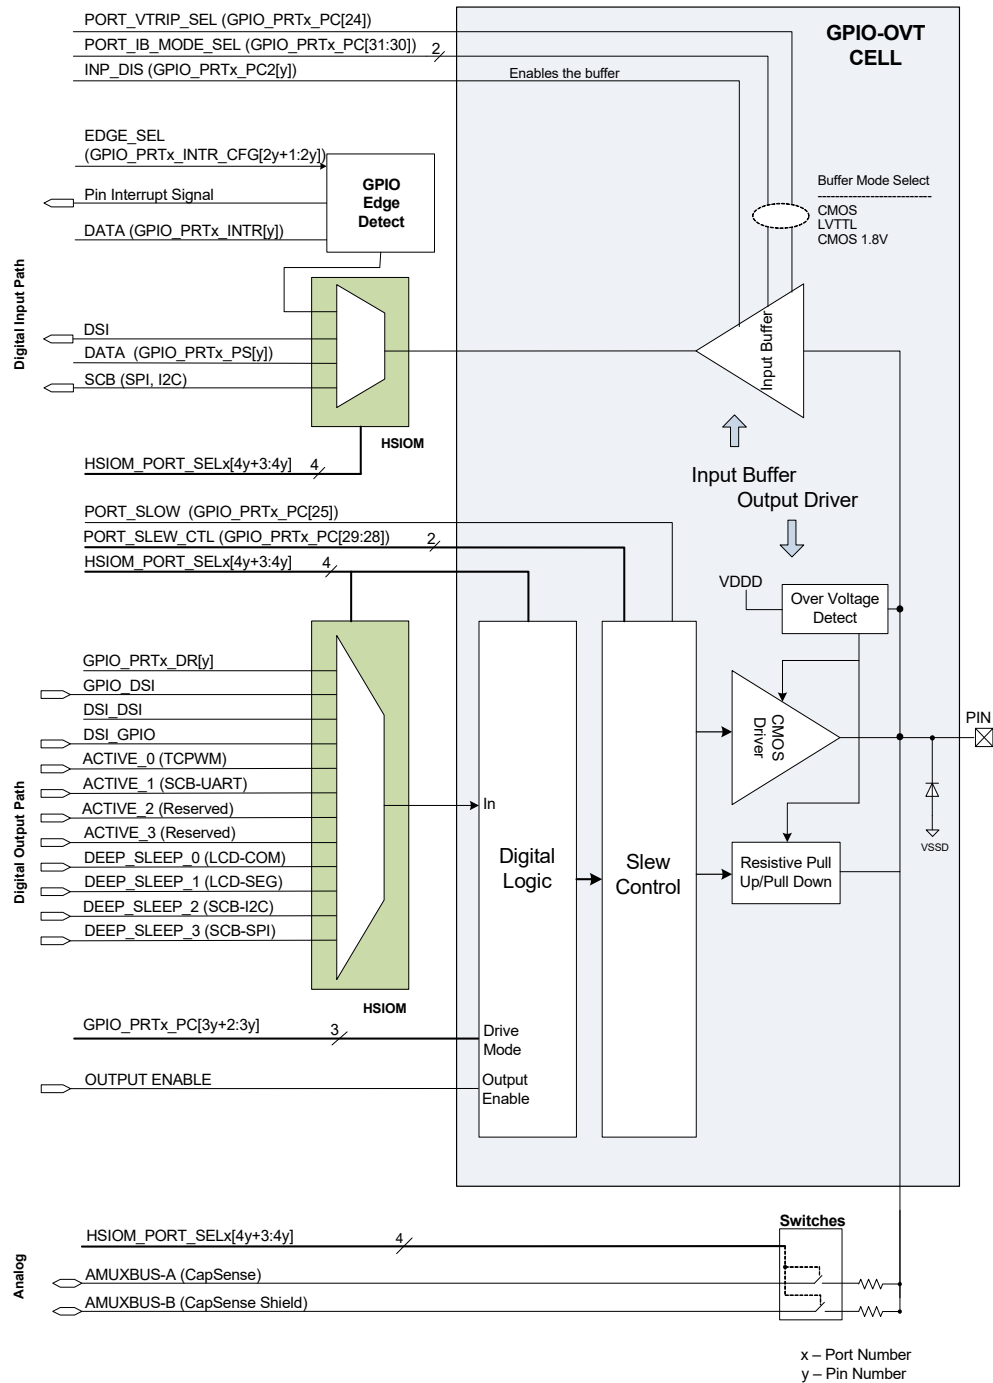 PORT_VTRIP_SEL (GPIO_PRTx_PC[24])
PORT_IB_MODE_SEL (GPIO_PRTx_PC[31:30])
2
INP_DIS (GPIO_PRTx_PC2[y])
Enables the buffer
GPIO-OVT
CELL
EDGE_SEL
(GPIO_PRTx_INTR_CFG[2y+1:2y])
Pin Interrupt Signal
DATA (GPIO_PRTx_INTR[y])
GPIO
Edge
Detect
Buffer Mode Select
CMOS
LVTTL
CMOS 1.8V
Digital Input Path
DSI
DATA (GPIO_PRTx_PS[y])
SCB (SPI, I2C)
HSIOM
Input Buffer
HSIOM_PORT_SELx[4y+3:4y]
4
Input Buffer
Output Driver
PORT_SLOW (GPIO_PRTx_PC[25])
PORT_SLEW_CTL (GPIO_PRTx_PC[29:28])
2
HSIOM_PORT_SELx[4y+3:4y]
4
VDDD
Over Voltage
Detect
Digital Output Path
GPIO_PRTx_DR[y]
GPIO_DSI
DSI_DSI
DSI_GPIO
ACTIVE_0 (TCPWM)
ACTIVE_1 (SCB-UART)
ACTIVE_2 (Reserved)
ACTIVE_3 (Reserved)
DEEP_SLEEP_0 (LCD-COM)
DEEP_SLEEP_1 (LCD-SEG)
DEEP_SLEEP_2 (SCB-I2C)
DEEP_SLEEP_3 (SCB-SPI)
HSIOM
In
Digital
Logic
Slew
Control
CMOS
Driver
PIN
VSSD
Resistive Pull
Up/Pull Down
GPIO_PRTx_PC[3y+2:3y]
3
Drive
Mode
OUTPUT ENABLE
Output
Enable
Analog
HSIOM_PORT_SELx[4y+3:4y]
4
Switches
AMUXBUS-A (CapSense)
AMUXBUS-B (CapSense Shield)
x – Port Number
y – Pin Number